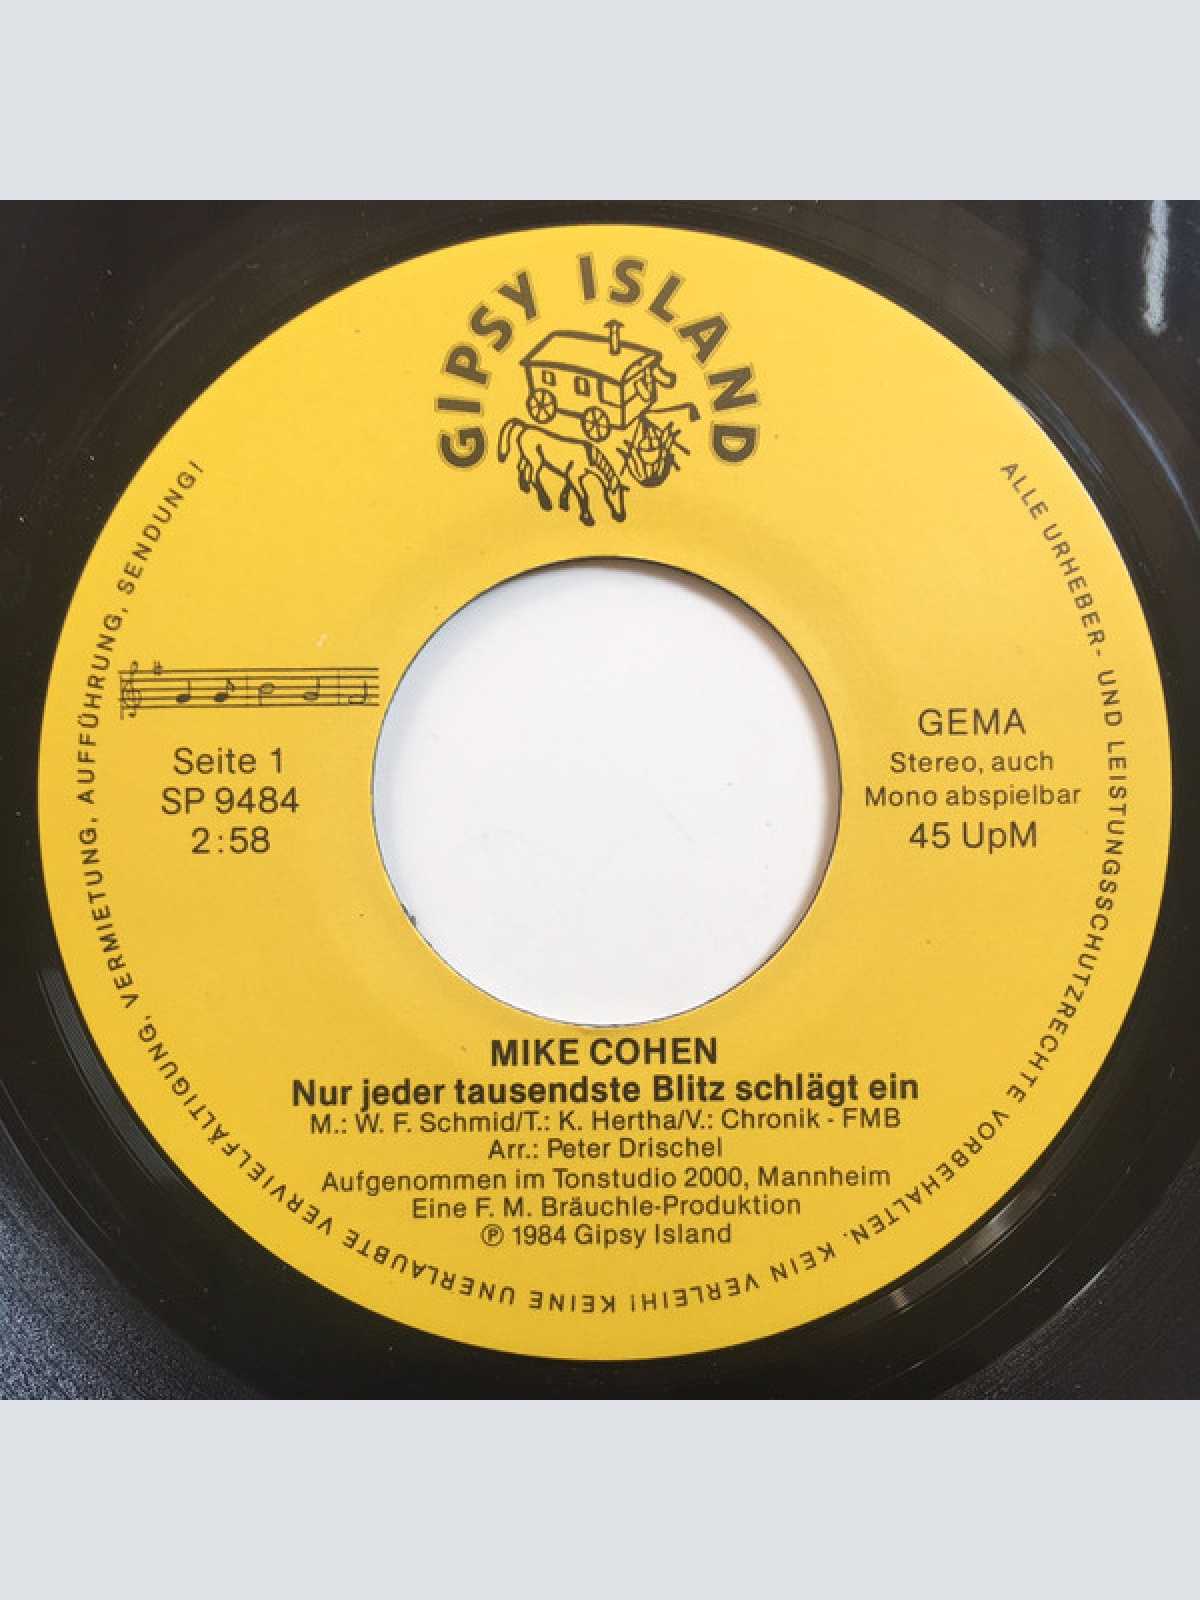 GIPSY ISLAND
ALLE URHEBER- UND LEISTUNGSSCHUTZRECHTE VORBEHALTEN. KEIN VERLEIH! KEINE UNERLAUBTE VERVIELFÄLTIGUNG, VERMIETUNG, AUFFÜHRUNG, SENDUNG!
Seite 1
SP 9484
2:58
GEMA
Stereo, auch
Mono abspielbar
45 UpM
MIKE COHEN
Nur jeder tausendste Blitz schlägt ein
M.: W. F. Schmid/T.: K. Hertha/V.: Chronik - FMB
Arr.: Peter Drischel
Aufgenommen im Tonstudio 2000, Mannheim
Eine F. M. Bräuchle-Produktion
℗ 1984 Gipsy Island